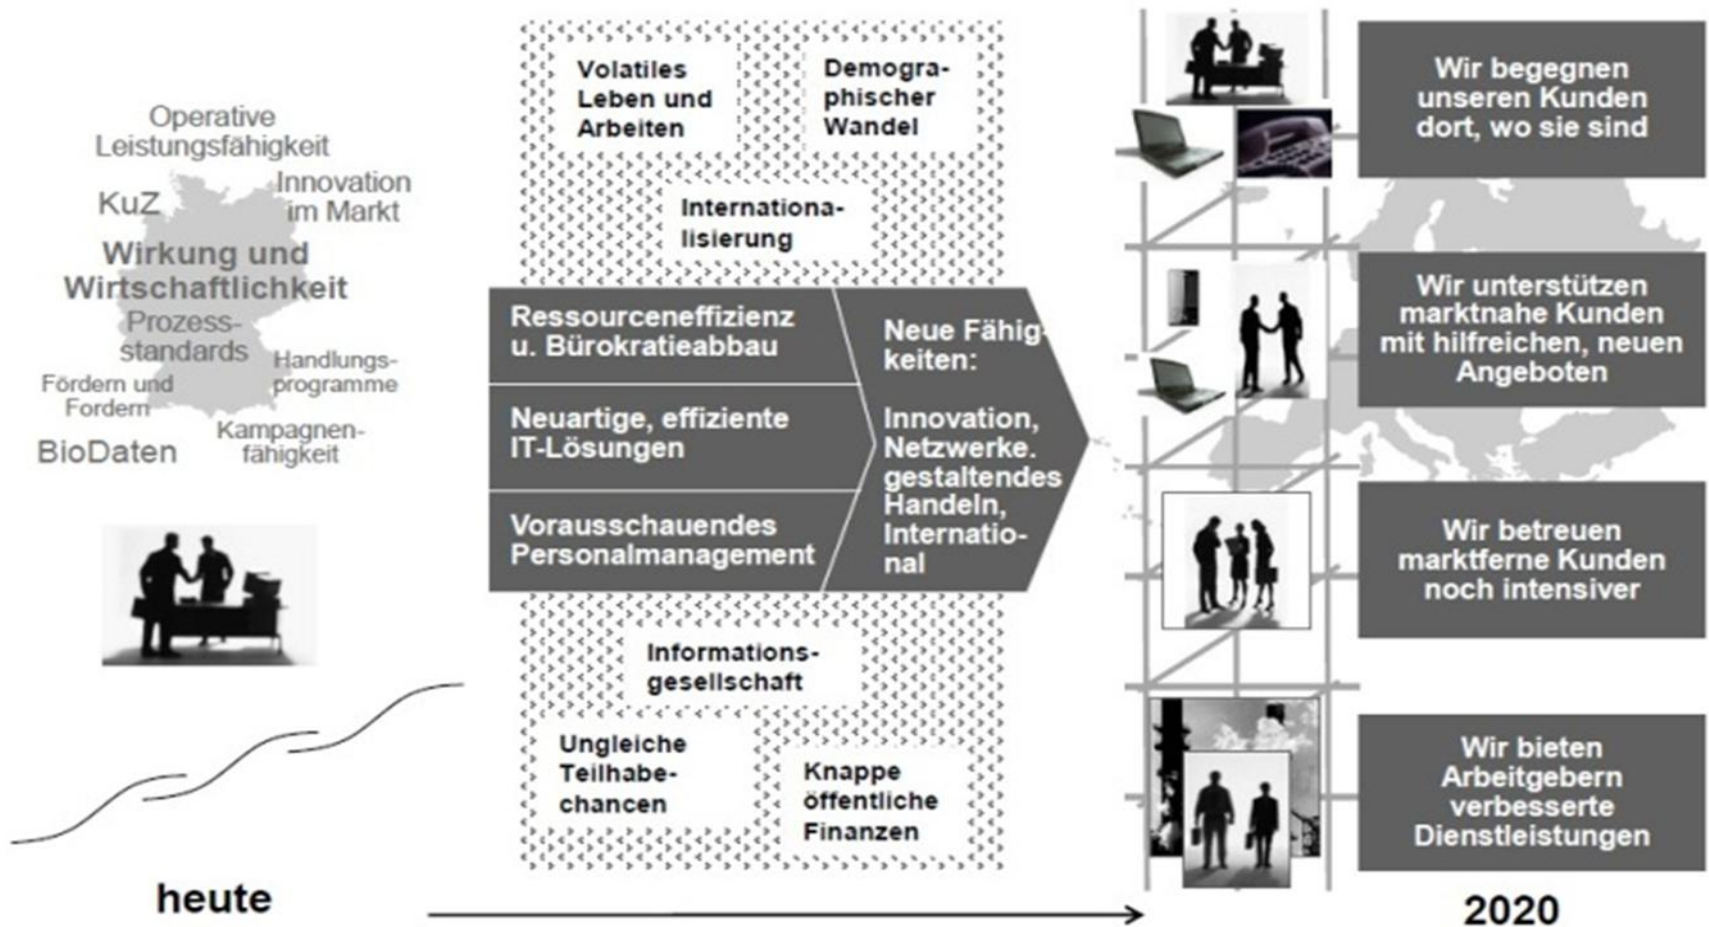 Operative
Leistungsfähigkeit
Innovation
im Markt
KuZ
Wirkung und
Wirtschaftlichkeit
Prozess-
standards
Handlungs-
programme
Fördern und
Fordern
Kampagnen-
fähigkeit
BioDaten
heute
Volatiles
Leben und
Arbeiten
Demogra-
phischer
Wandel
Internationa-
lisierung
Ressourceneffizienz
u. Bürokratieabbau
Neuartige, effiziente
IT-Lösungen
Vorausschauendes
Personalmanagement
Neue Fähig-
keiten:
Innovation,
Netzwerke.
gestaltendes
Handeln,
Internatio-
nal
Informations-
gesellschaft
Ungleiche
Teilhabe-
chancen
Knappe
öffentliche
Finanzen
Wir begegnen
unseren Kunden
dort, wo sie sind
Wir unterstützen
marktnahe Kunden
mit hilfreichen, neuen
Angeboten
Wir betreuen
marktferne Kunden
noch intensiver
Wir bieten
Arbeitgebern
verbesserte
Dienstleistungen
2020